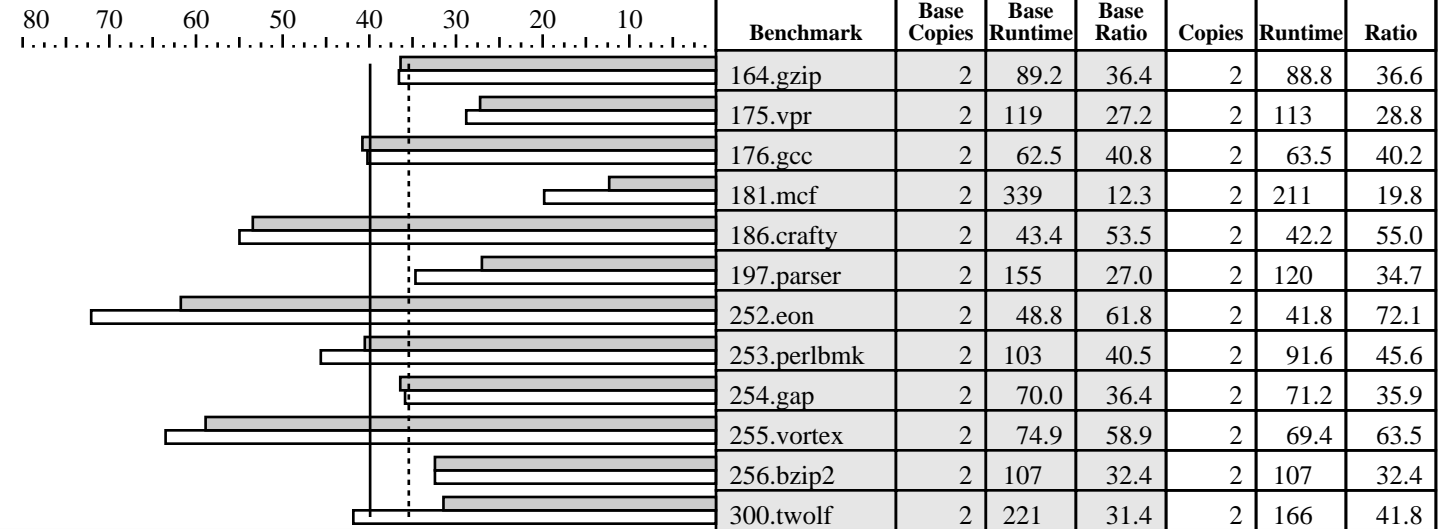 80 70 60 50 40 30 20 10 Benchmark Base Copies Base Runtime Base Ratio Copies Runtime Ratio
164.gzip 2 89.2 36.4 2 88.8 36.6
175.vpr 2 119 27.2 2 113 28.8
176.gcc 2 62.5 40.8 2 63.5 40.2
181.mcf 2 339 12.3 2 211 19.8
186.crafty 2 43.4 53.5 2 42.2 55.0
197.parser 2 155 27.0 2 120 34.7
252.eon 2 48.8 61.8 2 41.8 72.1
253.perlbmk 2 103 40.5 2 91.6 45.6
254.gap 2 70.0 36.4 2 71.2 35.9
255.vortex 2 74.9 58.9 2 69.4 63.5
256.bzip2 2 107 32.4 2 107 32.4
300.twolf 2 221 31.4 2 166 41.8